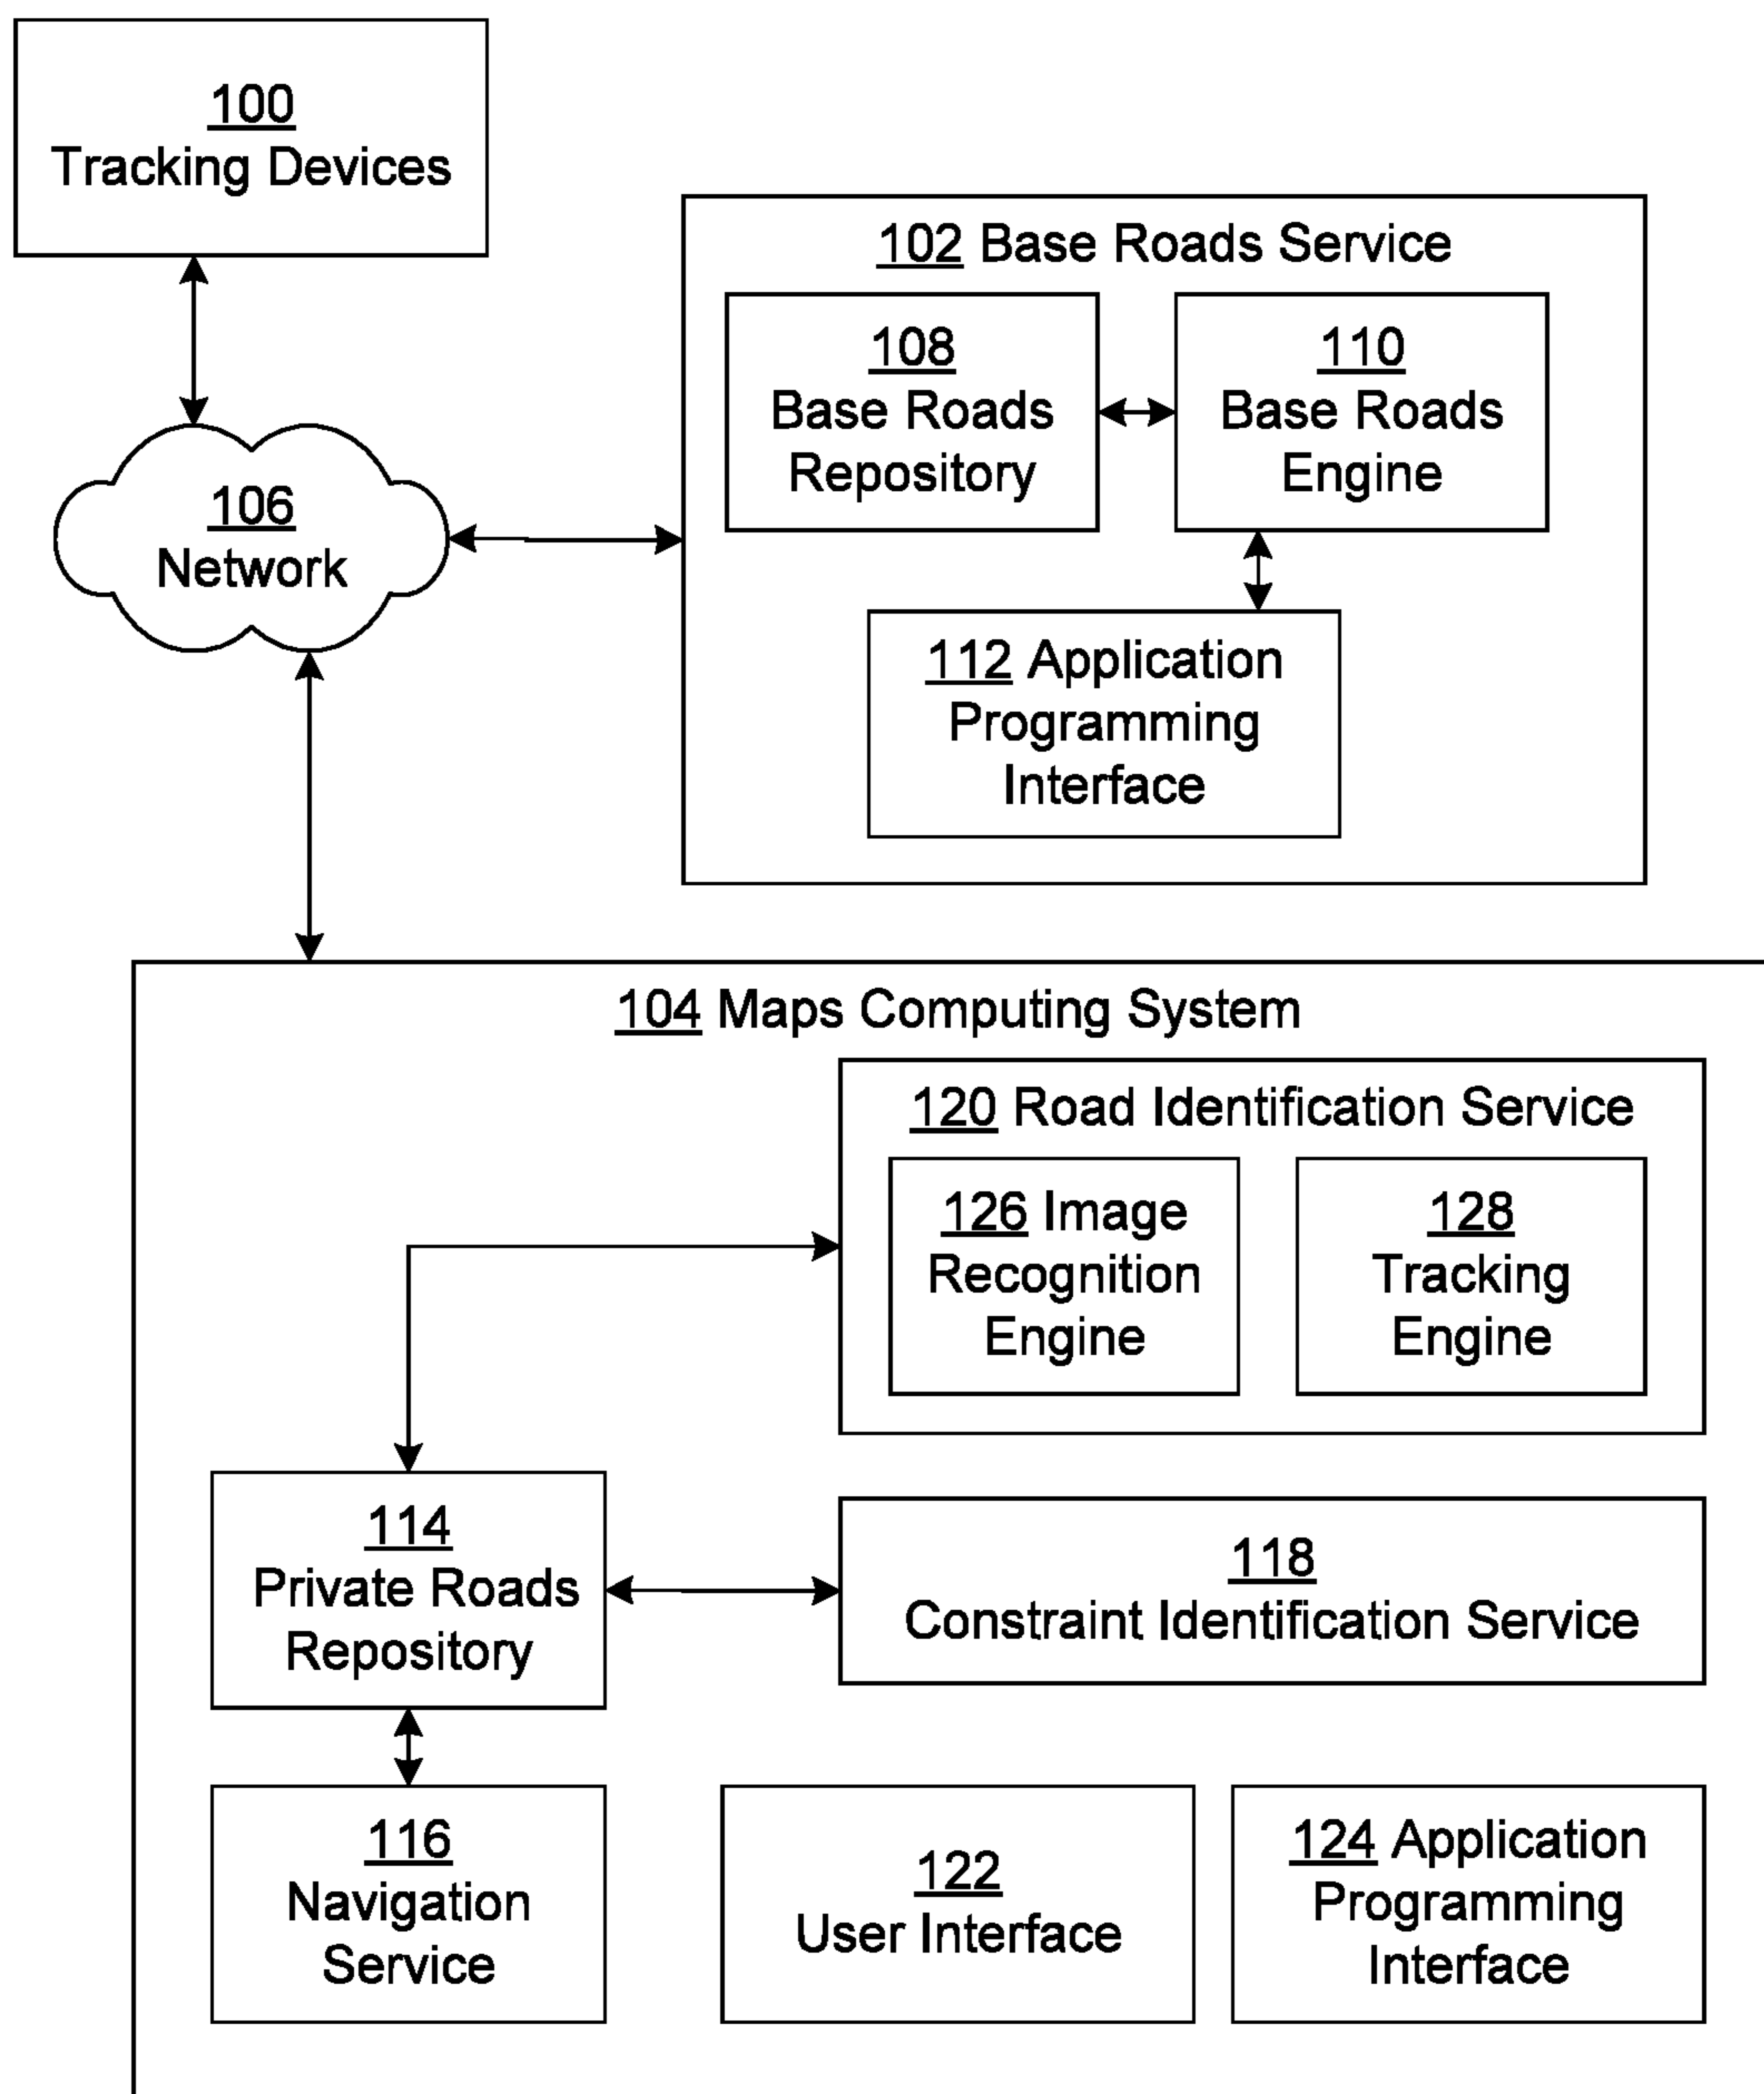 100
Tracking Devices
102 Base Roads Service
108
Base Roads
Repository
110
Base Roads
Engine
106
Network
112 Application
Programming
Interface
104 Maps Computing System
120 Road Identification Service
126 Image
Recognition
Engine
128
Tracking
Engine
114
Private Roads
Repository
118
Constraint Identification Service
116
Navigation
Service
122
User Interface
124 Application
Programming
Interface